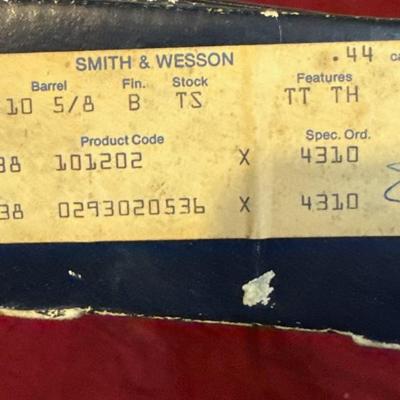 SMITH & WESSON .44 ca
Barrel Fin. Stock Features
10 5/8 B TS TT TH
Product Code Spec. Ord.
38 101202 X 4310
38 0293020536 X 4310